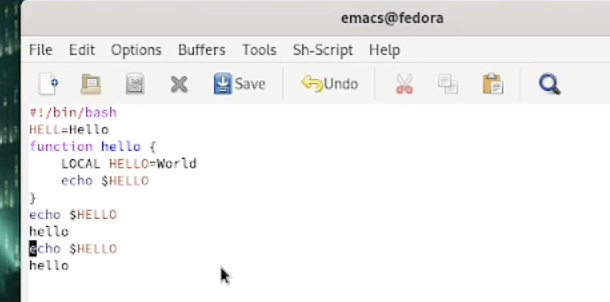 emacs@fedora
File Edit Options Buffers Tools Sh-Script Help
Save Undo
#!/bin/bash
HELL=Hello
function hello {
    LOCAL HELLO=World
    echo $HELLO
}
echo $HELLO
hello
echo $HELLO
hello